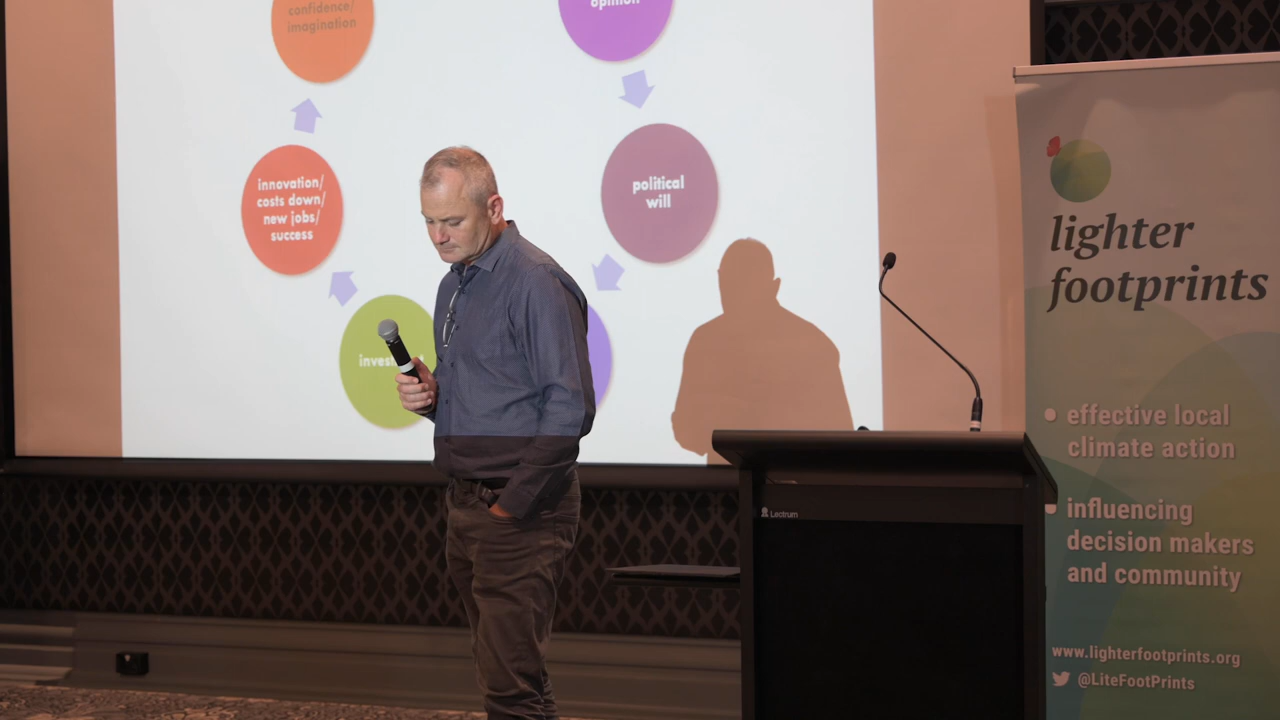 confidence/
imagination
opinion
innovation/
costs down/
new jobs/
success
political
will
Lectrum
lighter
footprints
effective local
climate action
influencing
decision makers
and community
www.lighterfootprints.org
@LiteFootPrints